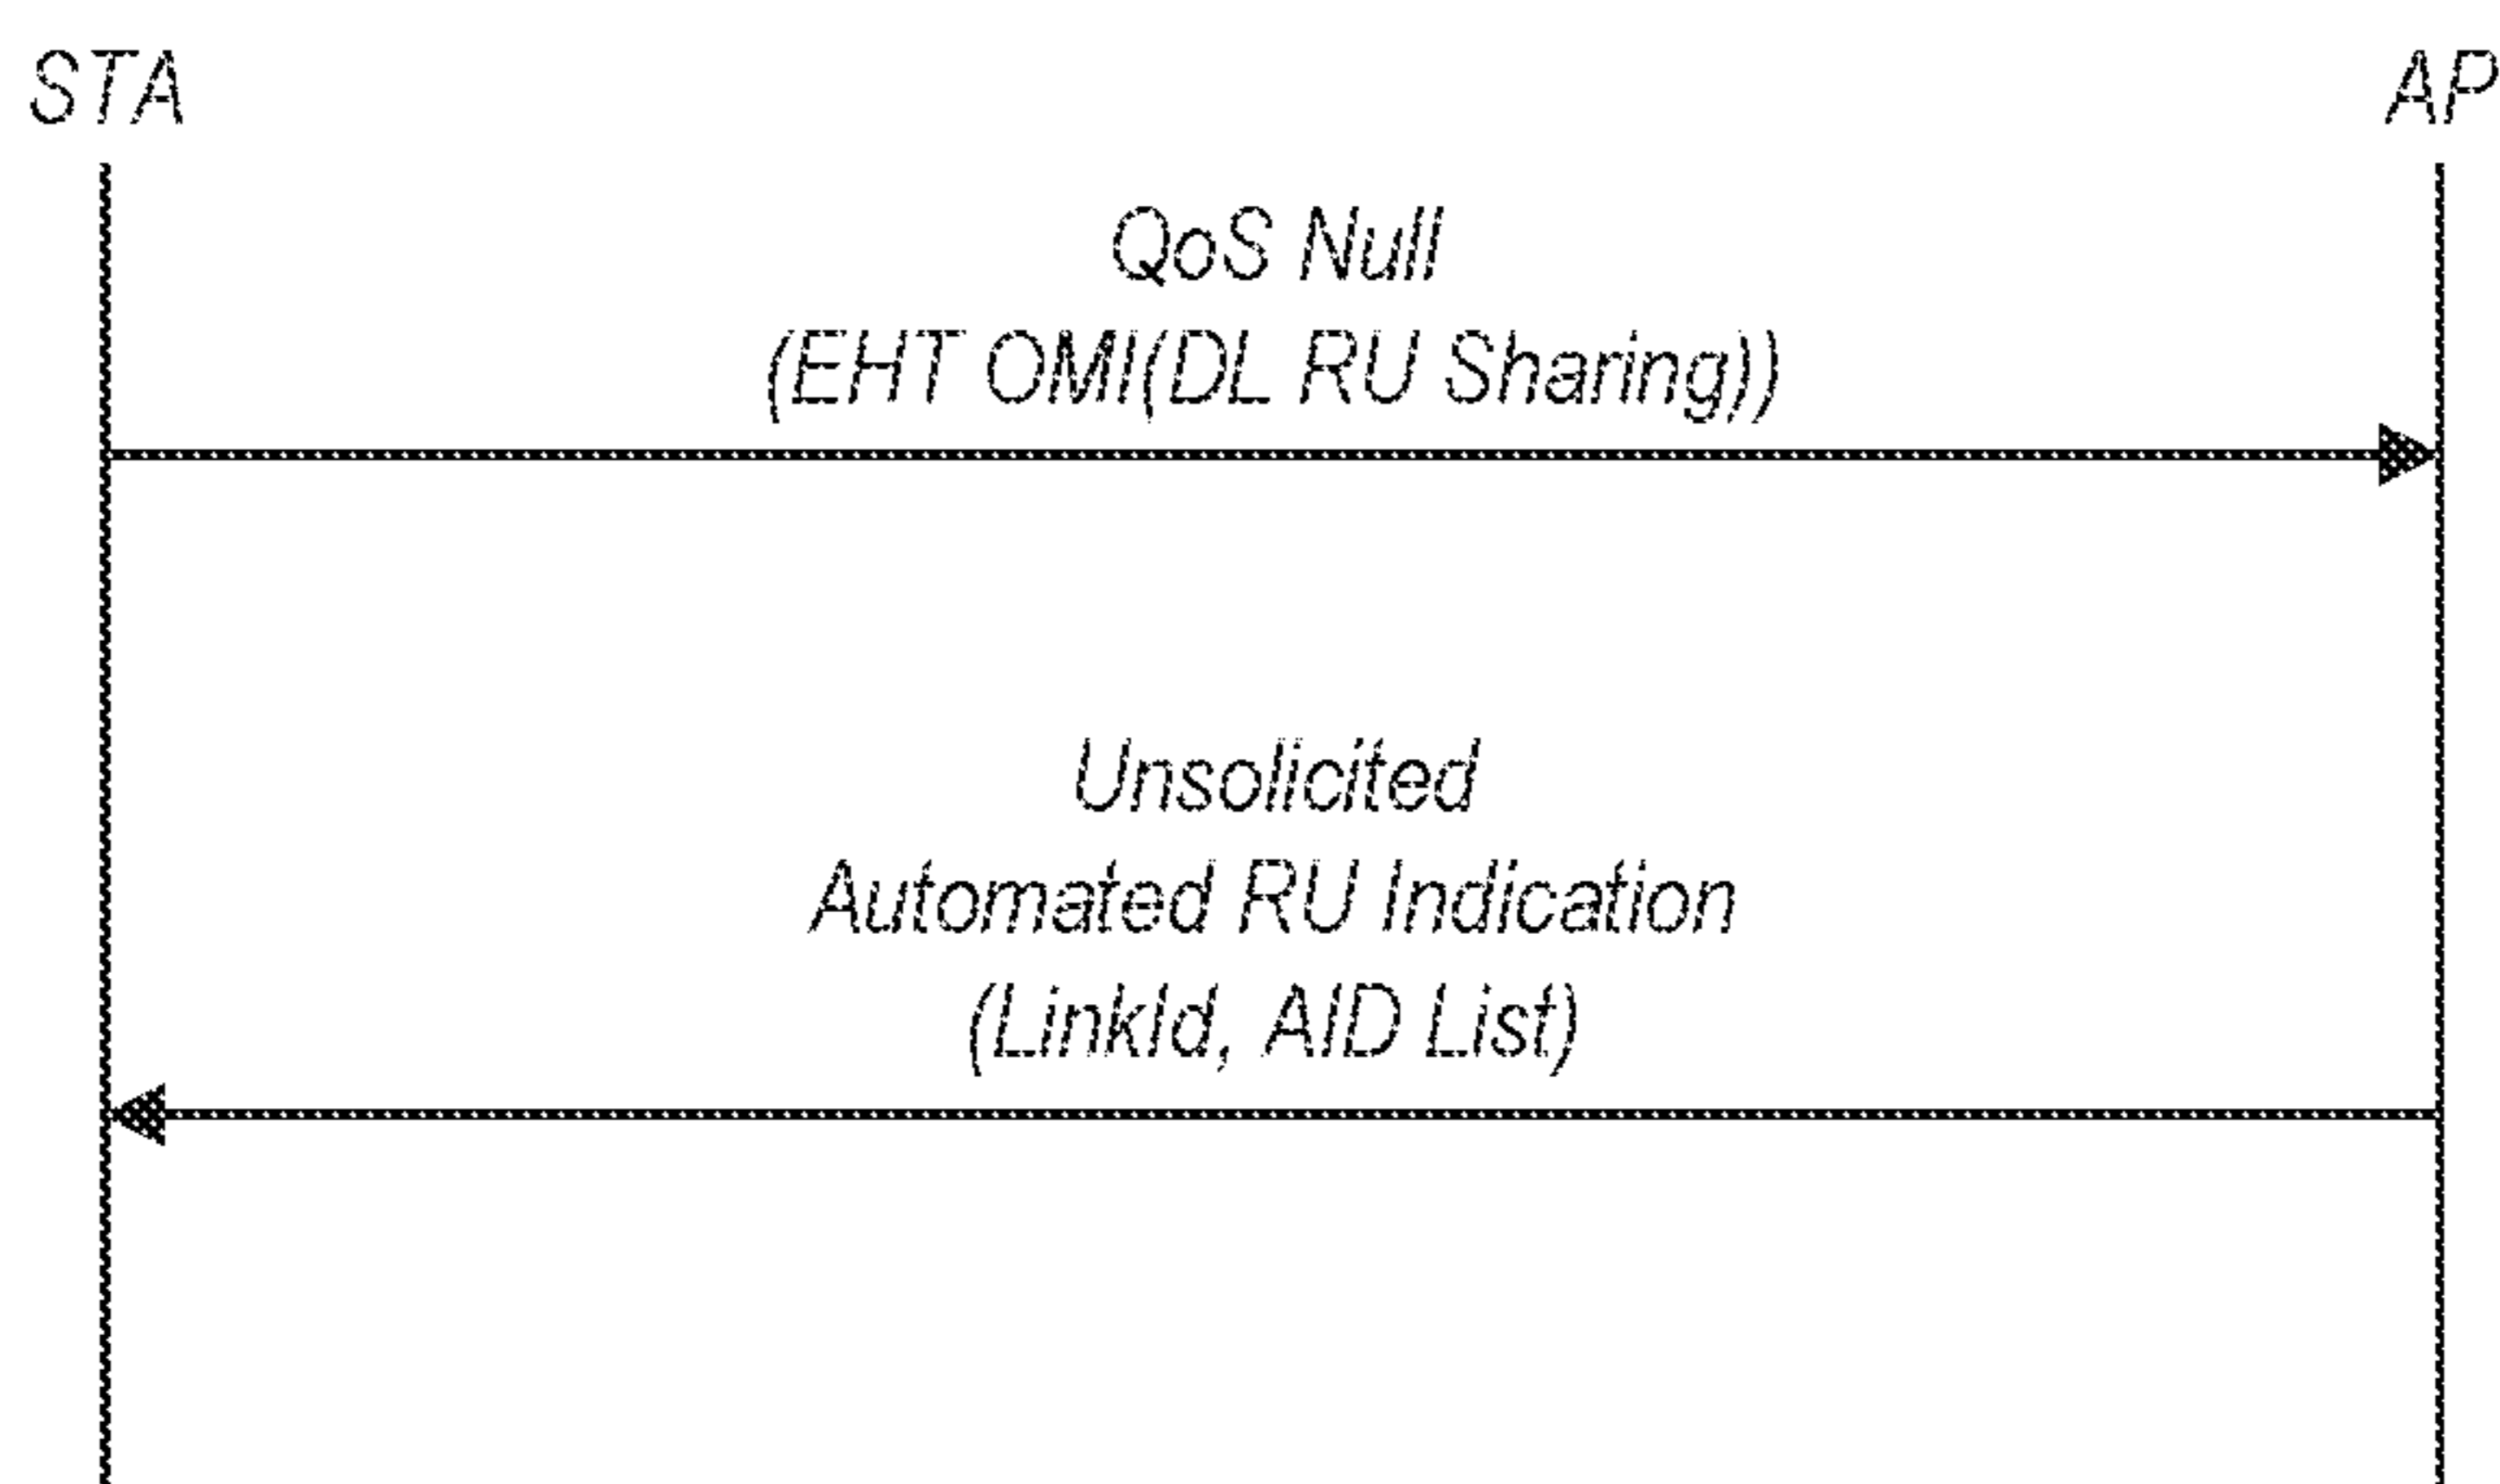 STA
AP
QoS Null
(EHT OMI(DL RU Sharing))
Unsolicited
Automated RU Indication
(LinkId, AID List)